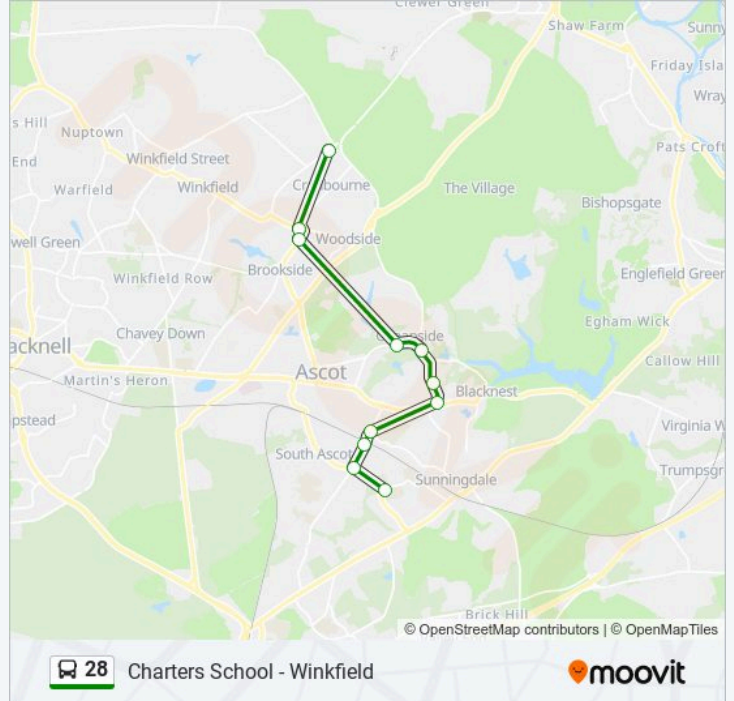 Clewer Green
Shaw Farm
Sunny
Friday Isla
Wray
s Hill
Nuptown
Pats Croft
End
Winkfield Street
Warfield
Winkfield
The Village
Bishopsgate
well Green
Woodside
Brookside
Winkfield Row
Englefield Green
Egham Wick
Chavey Down
acknell
Callow Hill
Ascot
Martin's Heron
Blacknest
pstead
Virginia W
South Ascot
Sunningdale
Trumpsgr
Brick Hill
© OpenStreetMap contributors | © OpenMapTiles
28 Charters School - Winkfield
moovit